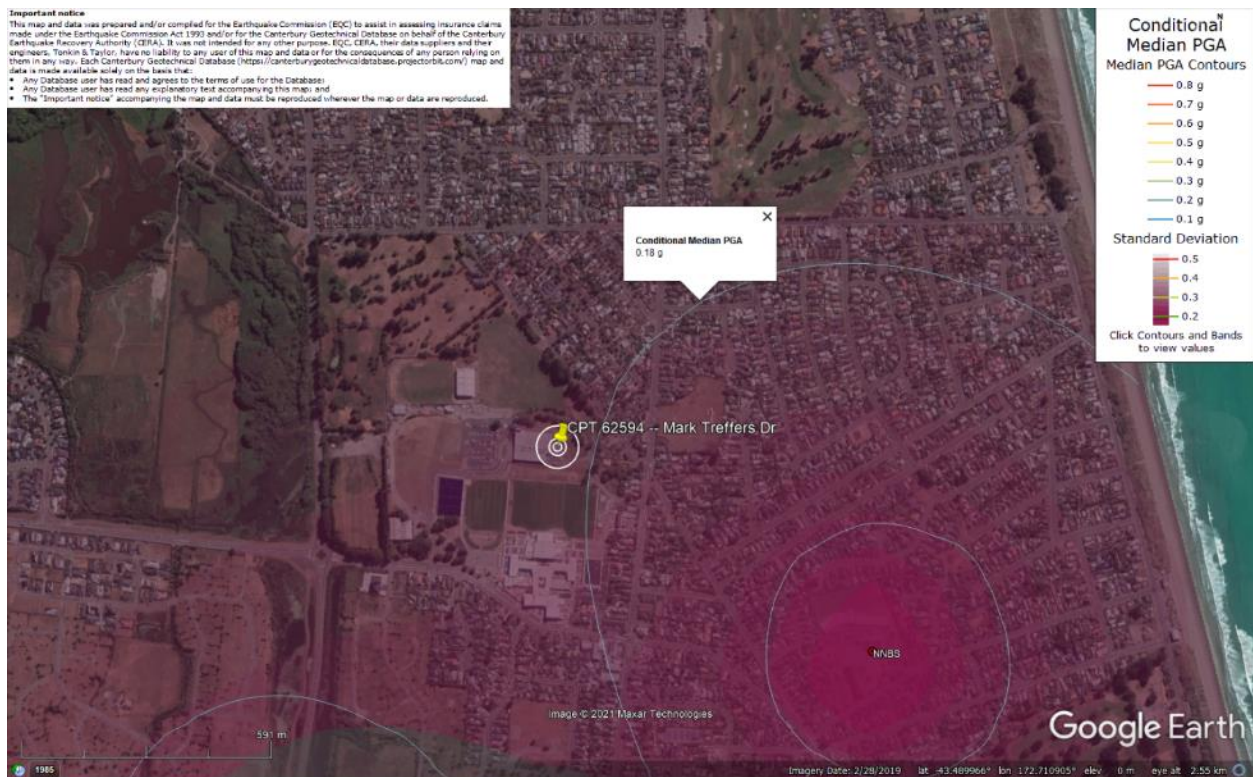 Important notice
This map and data was prepared and/or compiled for the Earthquake Commission (EQC) to assist in assessing insurance claims
made under the Earthquake Commission Act 1993 and/or for the Canterbury Geotechnical Database on behalf of the Canterbury
Earthquake Recovery Authority (CERA). It was not intended for any other purpose. EQC, CERA, their data suppliers and their
engineers, Tonkin & Taylor, have no liability to any user of this map and data or for the consequences of any person relying on
them in any way. Each Canterbury Geotechnical Database (https://canterburygeotechnicaldatabase.projectorbit.com/) map and
data is made available solely on the basis that:
• Any Database user has read and agrees to the terms of use for the Database;
• Any Database user has read any explanatory text accompanying this map; and
• The "Important notice" accompanying the map and data must be reproduced wherever the map or data are reproduced.
N
Conditional
Median PGA
Median PGA Contours
0.8 g
0.7 g
0.6 g
0.5 g
0.4 g
0.3 g
0.2 g
0.1 g
Standard Deviation
0.5
0.4
0.3
0.2
Click Contours and Bands
to view values
Conditional Median PGA
0.18 g
CPT 62594 -- Mark Treffers Dr
NNBS
Image © 2021 Maxar Technologies
Google Earth
591 m
1985
Imagery Date: 2/28/2019 lat -43.489966° lon 172.710905° elev 0 m eye alt 2.55 km